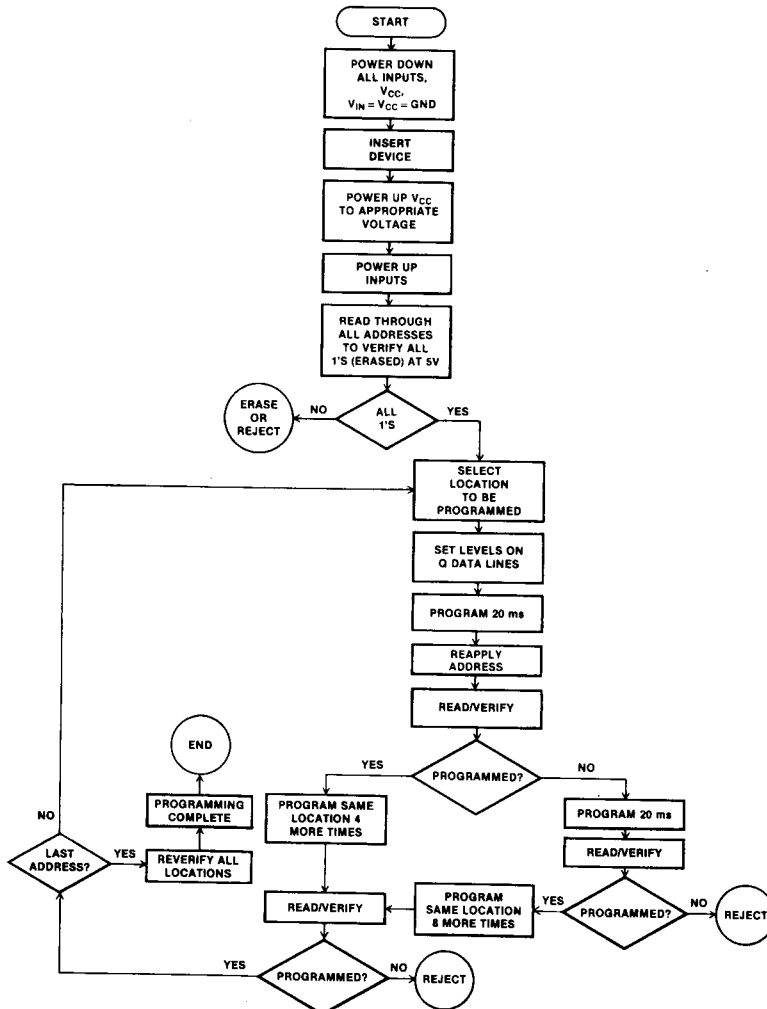 START
POWER DOWN
ALL INPUTS,
VCC,
VIN = VCC = GND
INSERT
DEVICE
POWER UP VCC
TO APPROPRIATE
VOLTAGE
POWER UP
INPUTS
READ THROUGH
ALL ADDRESSES
TO VERIFY ALL
1'S (ERASED) AT 5V
ERASE
OR
REJECT
NO
ALL
1'S
YES
SELECT
LOCATION
TO BE
PROGRAMMED
SET LEVELS ON
Q DATA LINES
PROGRAM 20 ms
REAPPLY
ADDRESS
READ/VERIFY
PROGRAMMED?
YES
NO
PROGRAM SAME
LOCATION 4
MORE TIMES
PROGRAM 20 ms
READ/VERIFY
PROGRAMMED?
NO
REJECT
YES
PROGRAM
SAME LOCATION
8 MORE TIMES
READ/VERIFY
PROGRAMMED?
NO
REJECT
YES
LAST
ADDRESS?
NO
YES
REVERIFY ALL
LOCATIONS
PROGRAMMING
COMPLETE
END